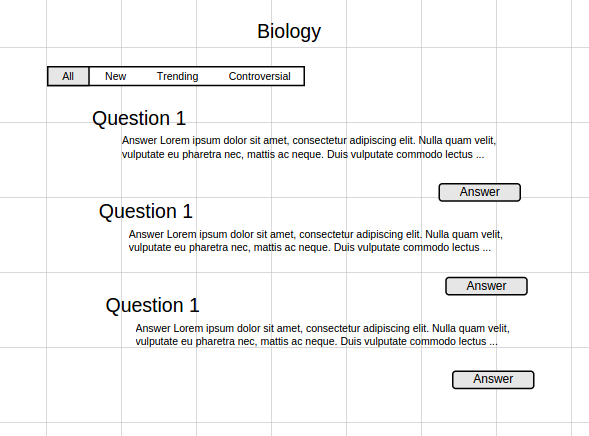 Biology
All New Trending Controversial
Question 1
Answer Lorem ipsum dolor sit amet, consectetur adipiscing elit. Nulla quam velit,
vulputate eu pharetra nec, mattis ac neque. Duis vulputate commodo lectus ...
Answer
Question 1
Answer Lorem ipsum dolor sit amet, consectetur adipiscing elit. Nulla quam velit,
vulputate eu pharetra nec, mattis ac neque. Duis vulputate commodo lectus ...
Answer
Question 1
Answer Lorem ipsum dolor sit amet, consectetur adipiscing elit. Nulla quam velit,
vulputate eu pharetra nec, mattis ac neque. Duis vulputate commodo lectus ...
Answer